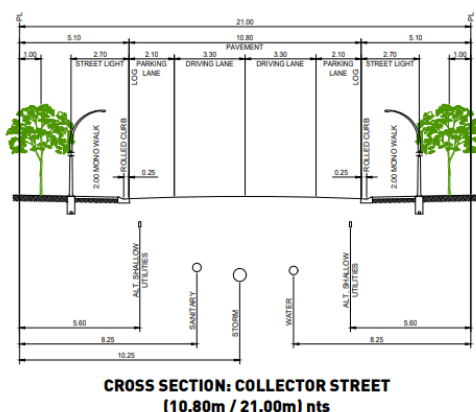 PL
PL
21.00
5.10
10.80
5.10
PAVEMENT
1.00
2.70
2.10
3.30
3.30
2.10
2.70
1.00
STREET LIGHT
PARKING
LANE
DRIVING LANE
DRIVING LANE
PARKING
LANE
STREET LIGHT
LOG
LOG
2.00 MONO WALK
ROLLED CURB
0.25
0.25
ROLLED CURB
2.00 MONO WALK
ALT. SHALLOW
UTILITIES
SANITARY
STORM
WATER
ALT. SHALLOW
UTILITIES
5.60
5.60
8.25
8.25
10.25
CROSS SECTION: COLLECTOR STREET
(10.80m / 21.00m) nts